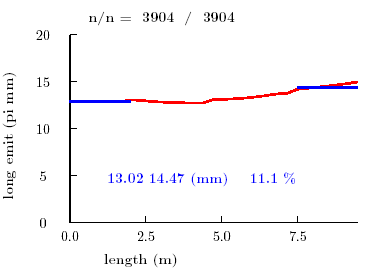 n/n = 3904 / 3904
20
15
10
5
0
long emit (pi mm)
13.02 14.47 (mm) 11.1 %
0.0 2.5 5.0 7.5
length (m)